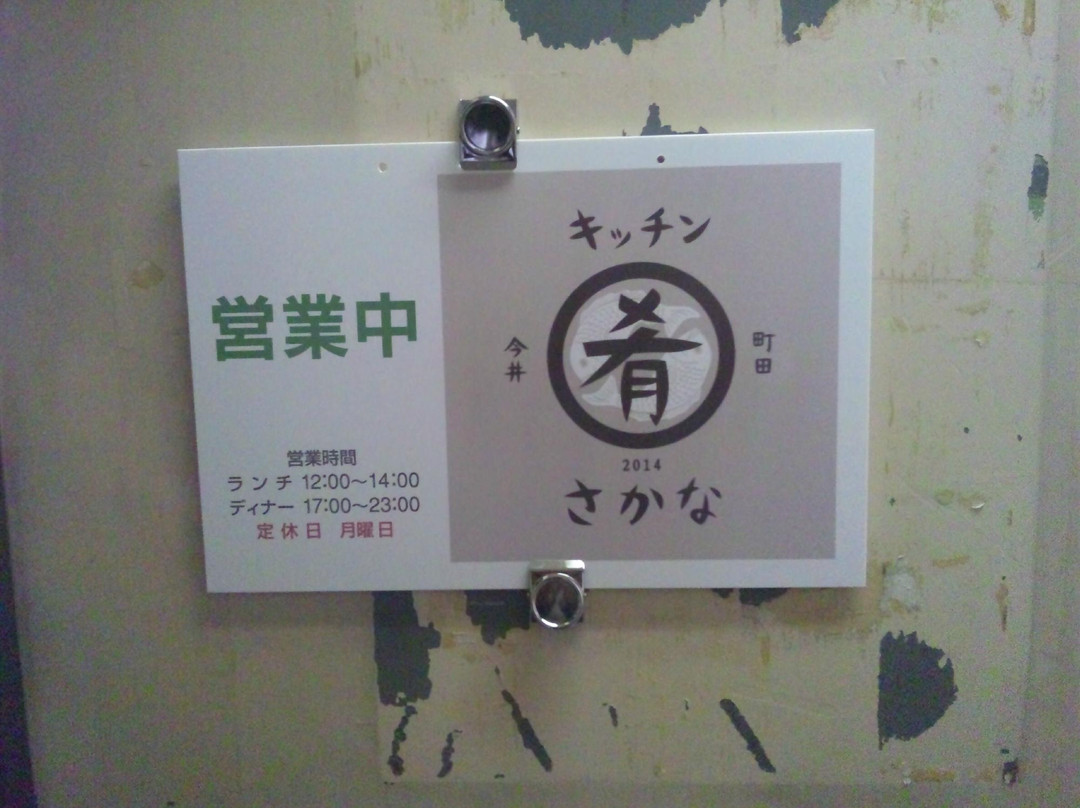 営業中
営業時間
ランチ 12:00～14:00
ディナー 17:00～23:00
定休日 月曜日
キッチン
今井
肴
町田
2014
さかな